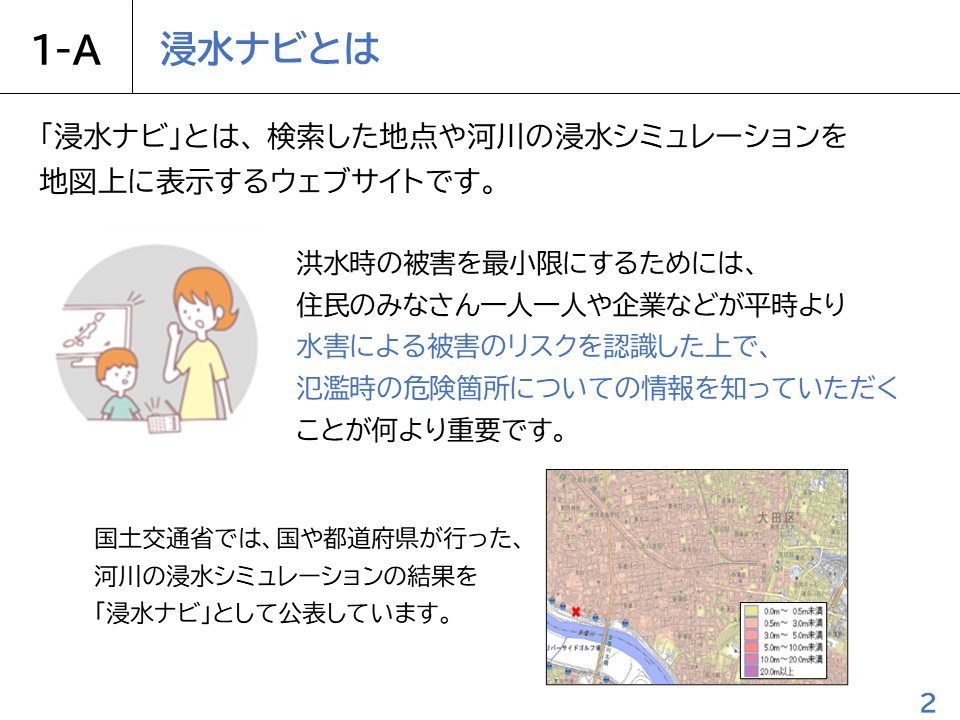 1-A
浸水ナビとは
「浸水ナビ」とは、検索した地点や河川の浸水シミュレーションを
地図上に表示するウェブサイトです。
洪水時の被害を最小限にするためには、
住民のみなさん一人一人や企業などが平時より
水害による被害のリスクを認識した上で、
氾濫時の危険箇所についての情報を知っていただく
ことが何より重要です。
国土交通省では、国や都道府県が行った、
河川の浸水シミュレーションの結果を
「浸水ナビ」として公表しています。
大田区
多摩川
リバーサイドゴルフ場
0.0m～ 0.5m未満
0.5m～ 3.0m未満
3.0m～ 5.0m未満
5.0m～10.0m未満
10.0m～20.0m未満
20.0m以上
2